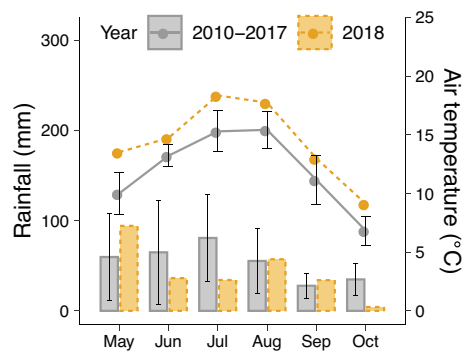 Year 2010–2017 2018
Rainfall (mm)
300
200
100
0
Air temperature (°C)
25
20
15
10
5
0
May Jun Jul Aug Sep Oct